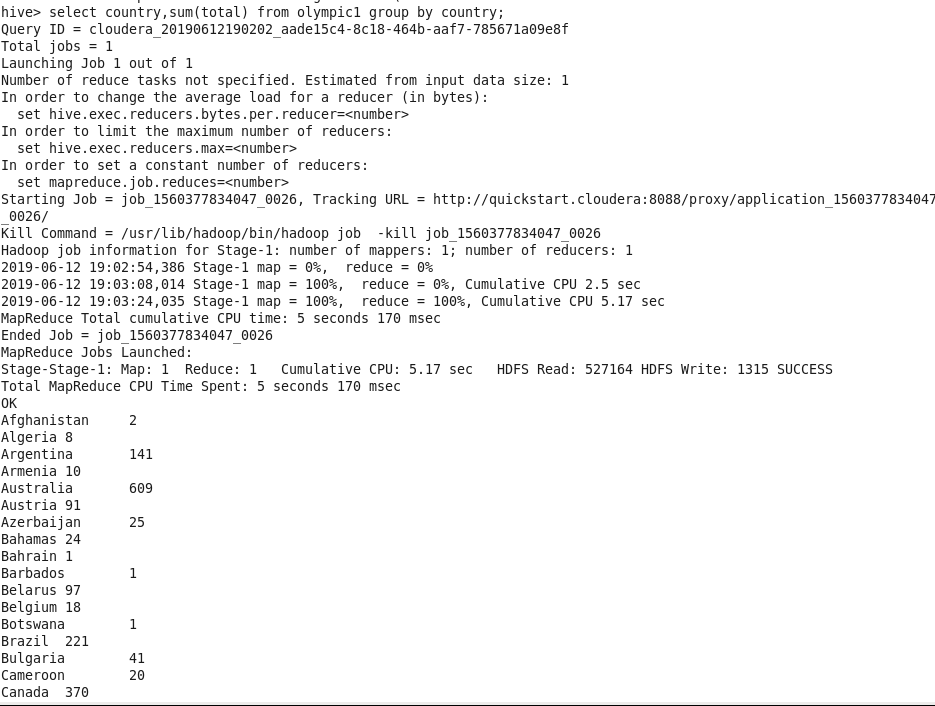 hive> select country,sum(total) from olympic1 group by country;
Query ID = cloudera_20190612190202_aade15c4-8c18-464b-aaf7-785671a09e8f
Total jobs = 1
Launching Job 1 out of 1
Number of reduce tasks not specified. Estimated from input data size: 1
In order to change the average load for a reducer (in bytes):
  set hive.exec.reducers.bytes.per.reducer=<number>
In order to limit the maximum number of reducers:
  set hive.exec.reducers.max=<number>
In order to set a constant number of reducers:
  set mapreduce.job.reduces=<number>
Starting Job = job_1560377834047_0026, Tracking URL = http://quickstart.cloudera:8088/proxy/application_1560377834047
_0026/
Kill Command = /usr/lib/hadoop/bin/hadoop job  -kill job_1560377834047_0026
Hadoop job information for Stage-1: number of mappers: 1; number of reducers: 1
2019-06-12 19:02:54,386 Stage-1 map = 0%,  reduce = 0%
2019-06-12 19:03:08,014 Stage-1 map = 100%,  reduce = 0%, Cumulative CPU 2.5 sec
2019-06-12 19:03:24,035 Stage-1 map = 100%,  reduce = 100%, Cumulative CPU 5.17 sec
MapReduce Total cumulative CPU time: 5 seconds 170 msec
Ended Job = job_1560377834047_0026
MapReduce Jobs Launched:
Stage-Stage-1: Map: 1  Reduce: 1   Cumulative CPU: 5.17 sec   HDFS Read: 527164 HDFS Write: 1315 SUCCESS
Total MapReduce CPU Time Spent: 5 seconds 170 msec
OK
Afghanistan     2
Algeria 8
Argentina       141
Armenia 10
Australia       609
Austria 91
Azerbaijan      25
Bahamas 24
Bahrain 1
Barbados        1
Belarus 97
Belgium 18
Botswana        1
Brazil  221
Bulgaria        41
Cameroon        20
Canada  370